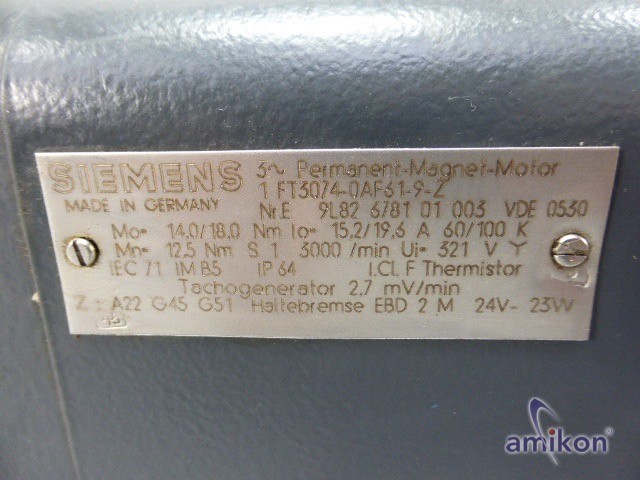 SIEMENS 3~ Permanent-Magnet-Motor
1 FT3074-0AF61-9-Z
MADE IN GERMANY Nr.E 9L82 6781 01 003 VDE 0530
Mo= 14.0/18.0 Nm Io= 15,2/19,6 A 60/100 K
Mn= 12,5 Nm S 1 3000 /min Ui= 321 V Y
IEC 71 IM B5 IP 64 I.Cl. F Thermistor
Tachogenerator 2,7 mV/min
Z : A22 G45 G51 Haltebremse EBD 2 M 24V- 23W
amikon